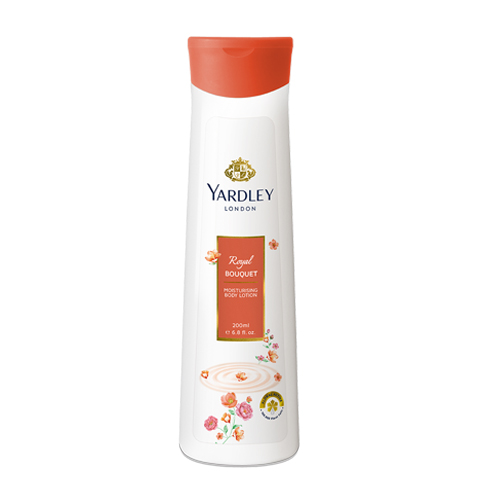 YARDLEY
LONDON
Royal
BOUQUET
MOISTURISING
BODY LOTION
200ml
e 6.8 fl. oz.